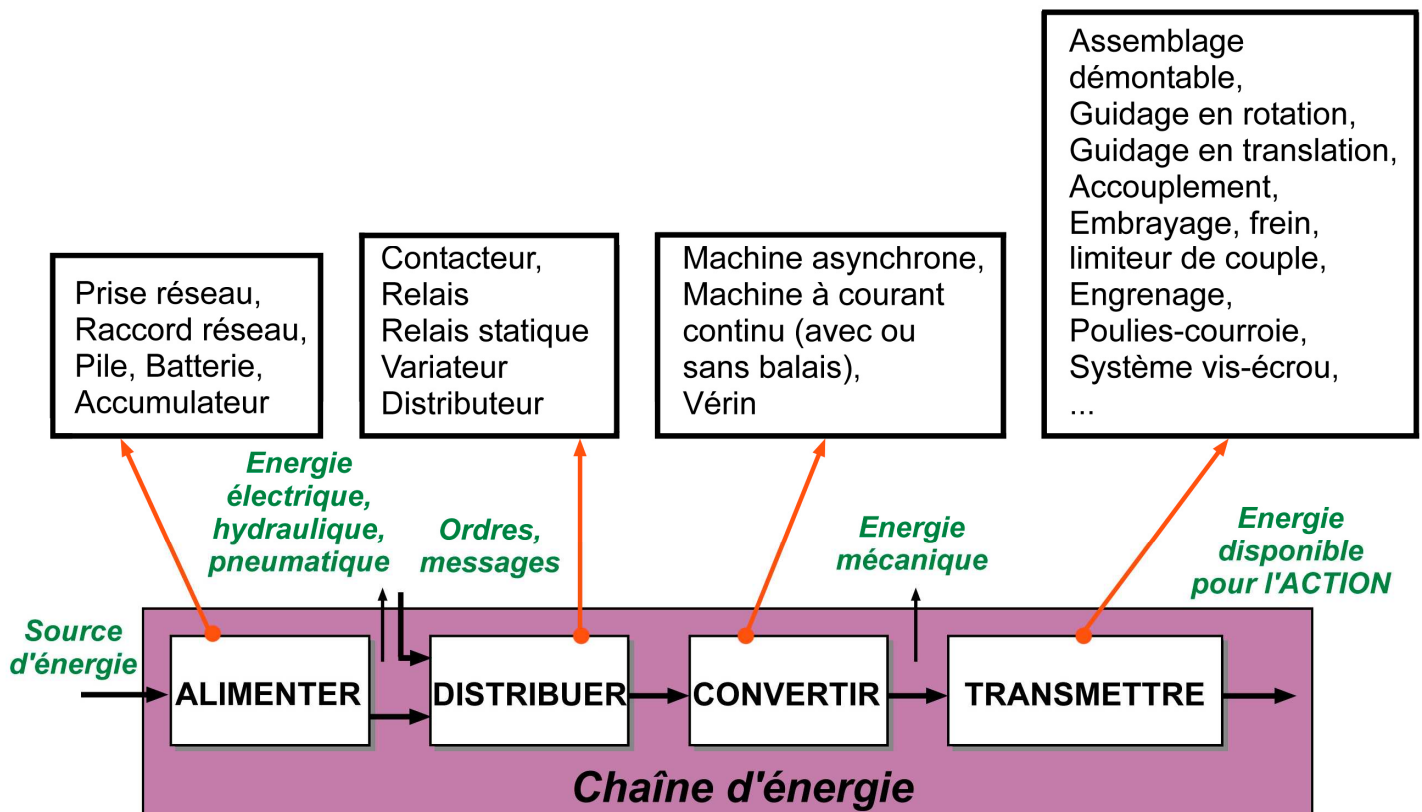 Assemblage
démontable,
Guidage en rotation,
Guidage en translation,
Accouplement,
Embrayage, frein,
limiteur de couple,
Engrenage,
Poulies-courroie,
Système vis-écrou,
...
Prise réseau,
Raccord réseau,
Pile, Batterie,
Accumulateur
Contacteur,
Relais
Relais statique
Variateur
Distributeur
Machine asynchrone,
Machine à courant
continu (avec ou
sans balais),
Vérin
Energie
électrique,
hydraulique,
pneumatique
Ordres,
messages
Energie
mécanique
Energie
disponible
pour l'ACTION
Source
d'énergie
ALIMENTER
DISTRIBUER
CONVERTIR
TRANSMETTRE
Chaîne d'énergie